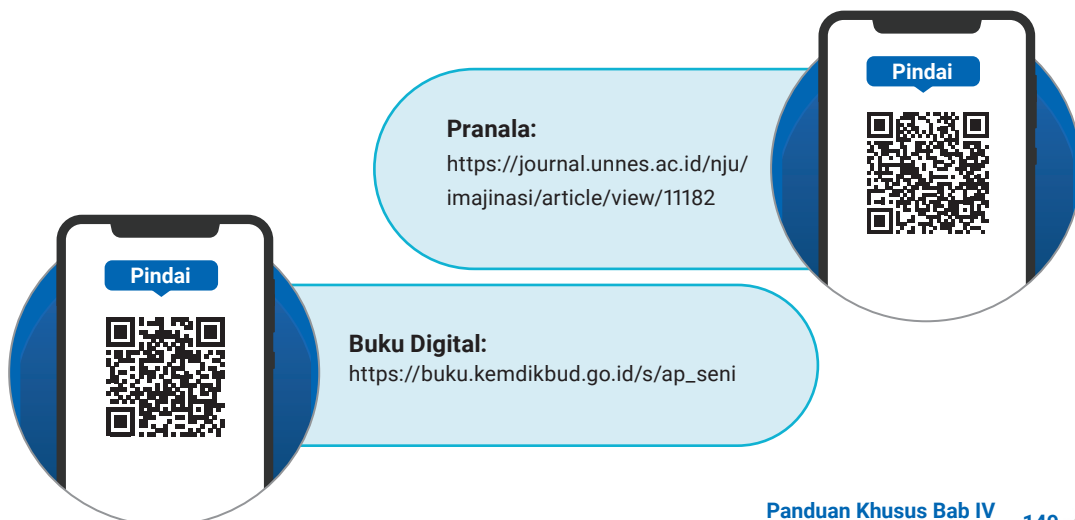 Pindai
Pranala:
https://journal.unnes.ac.id/nju/
imajinasi/article/view/11182
Pindai
Buku Digital:
https://buku.kemdikbud.go.id/s/ap_seni
Panduan Khusus Bab IV
149